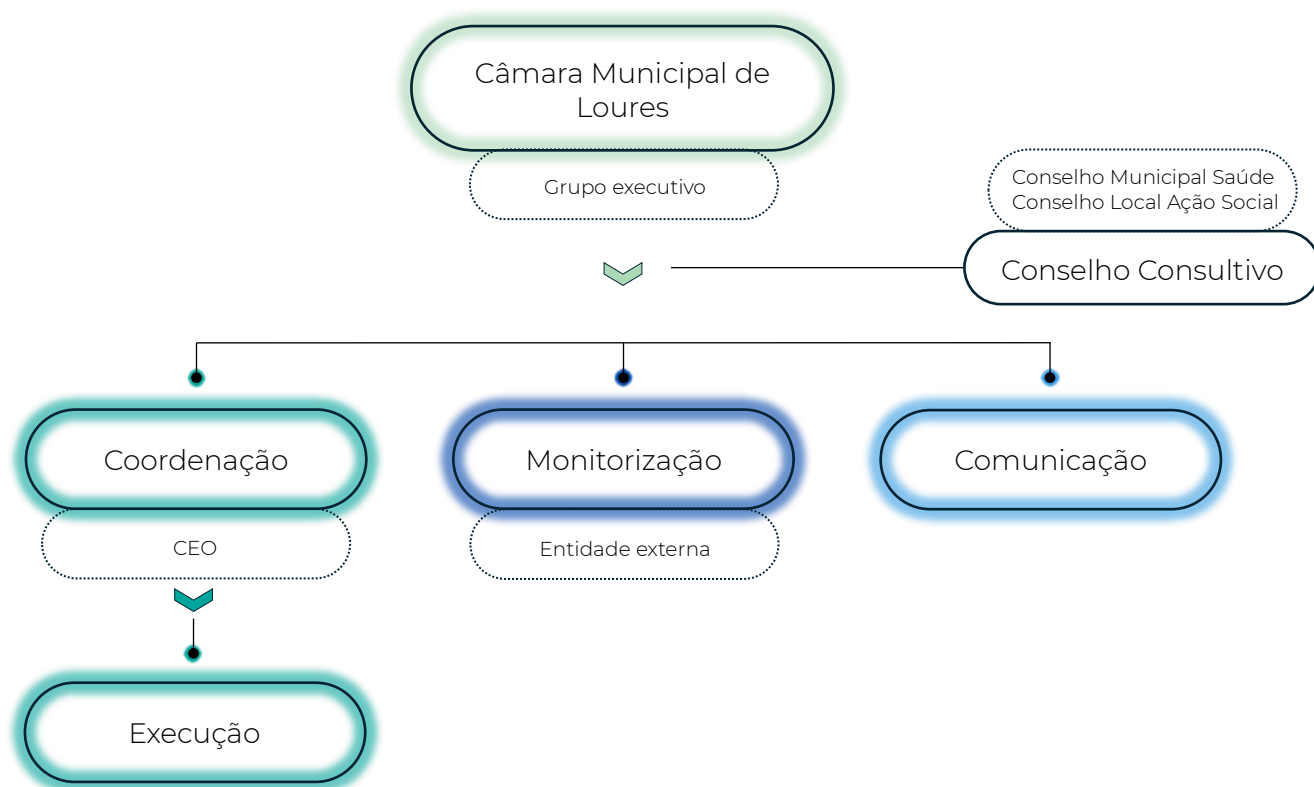 Câmara Municipal de
Loures
Grupo executivo
Conselho Municipal Saúde
Conselho Local Ação Social
Conselho Consultivo
Coordenação
Monitorização
Comunicação
CEO
Entidade externa
Execução